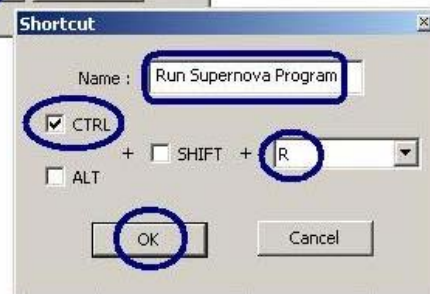 Shortcut
Name : Run Supernova Program
CTRL
+ SHIFT + R
ALT
OK Cancel